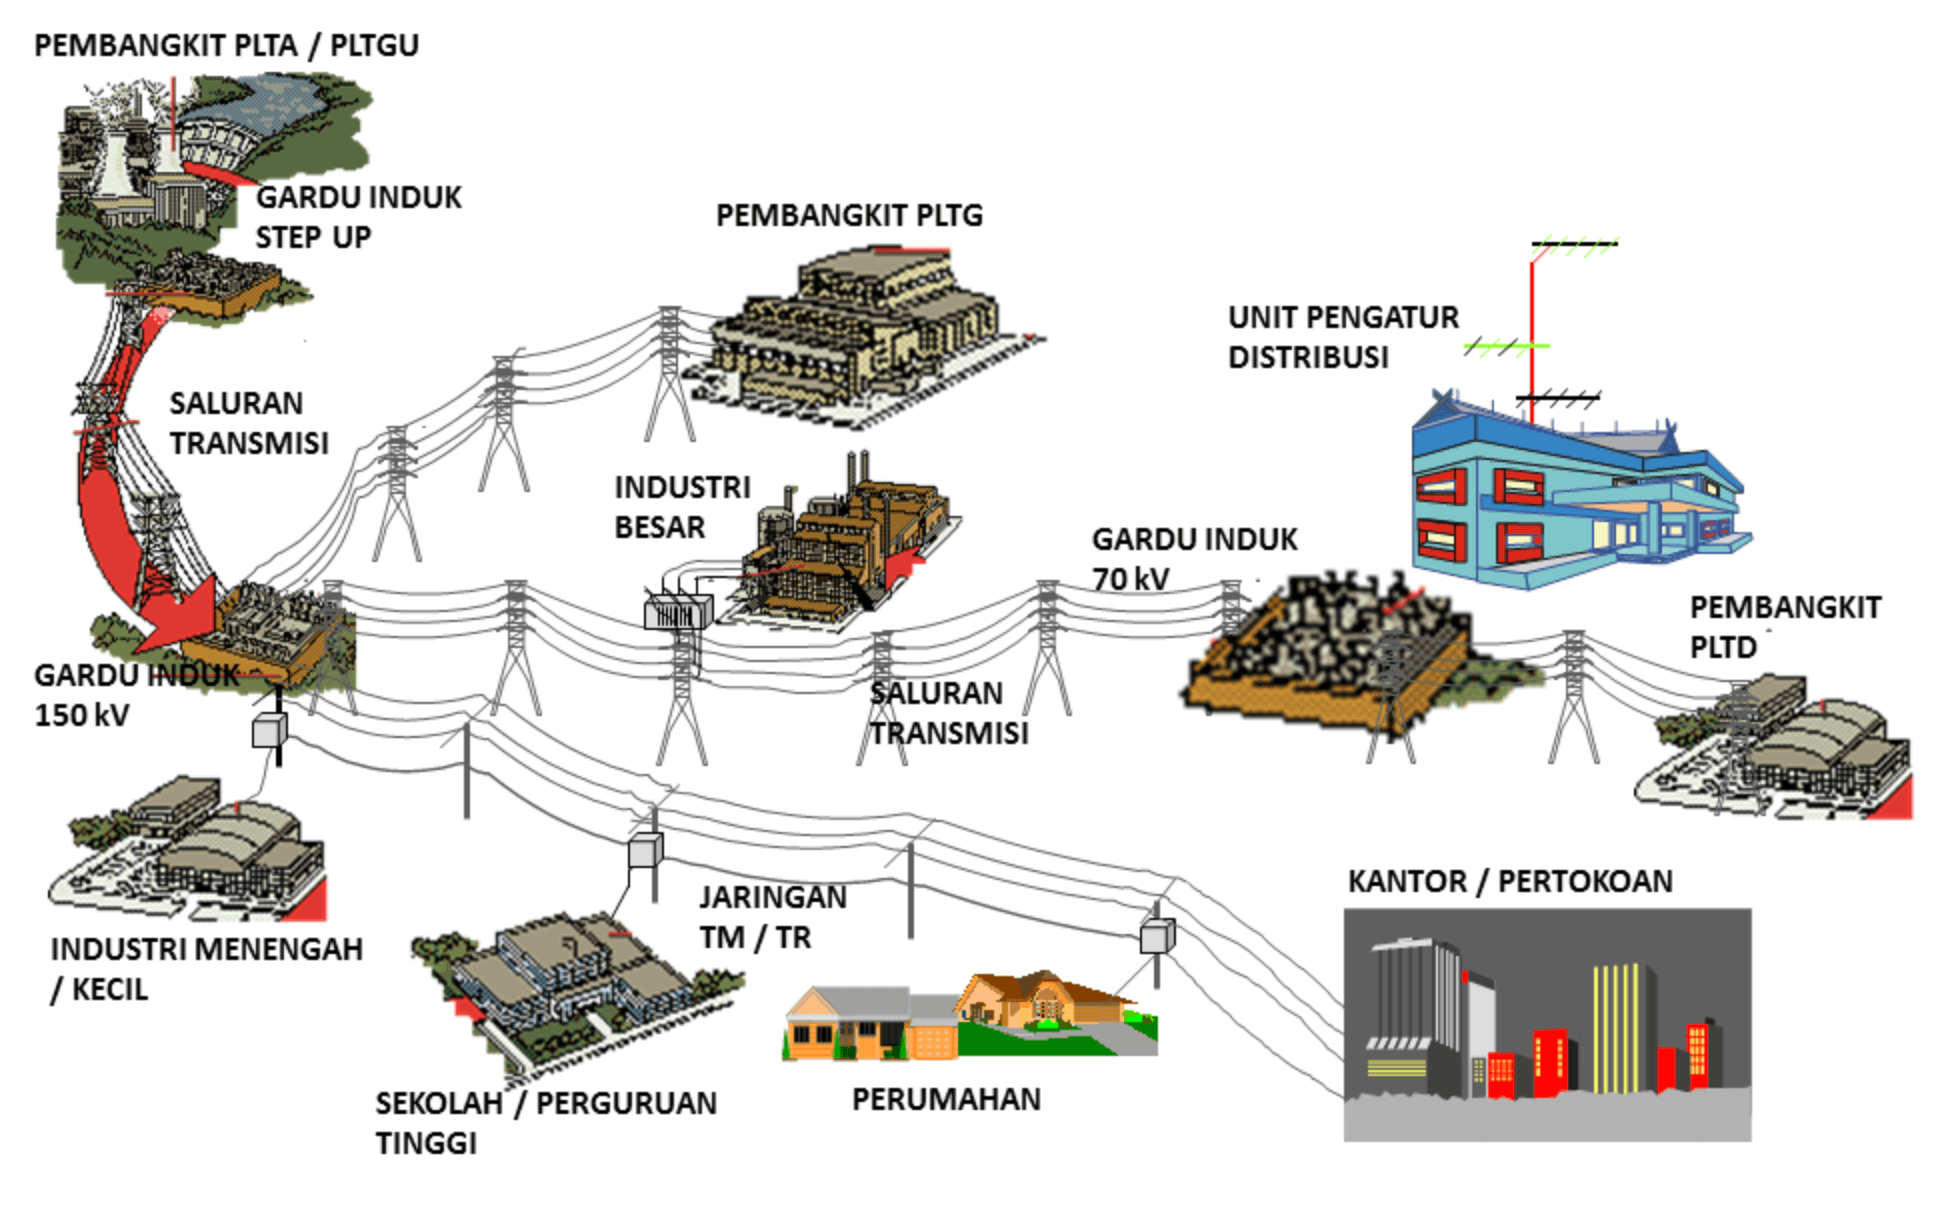 PEMBANGKIT PLTA / PLTGU
GARDU INDUK
STEP UP
PEMBANGKIT PLTG
UNIT PENGATUR
DISTRIBUSI
SALURAN
TRANSMISI
INDUSTRI
BESAR
GARDU INDUK
70 kV
PEMBANGKIT
PLTD
GARDU INDUK
150 kV
SALURAN
TRANSMISI
JARINGAN
TM / TR
KANTOR / PERTOKOAN
INDUSTRI MENENGAH
/ KECIL
SEKOLAH / PERGURUAN
TINGGI
PERUMAHAN